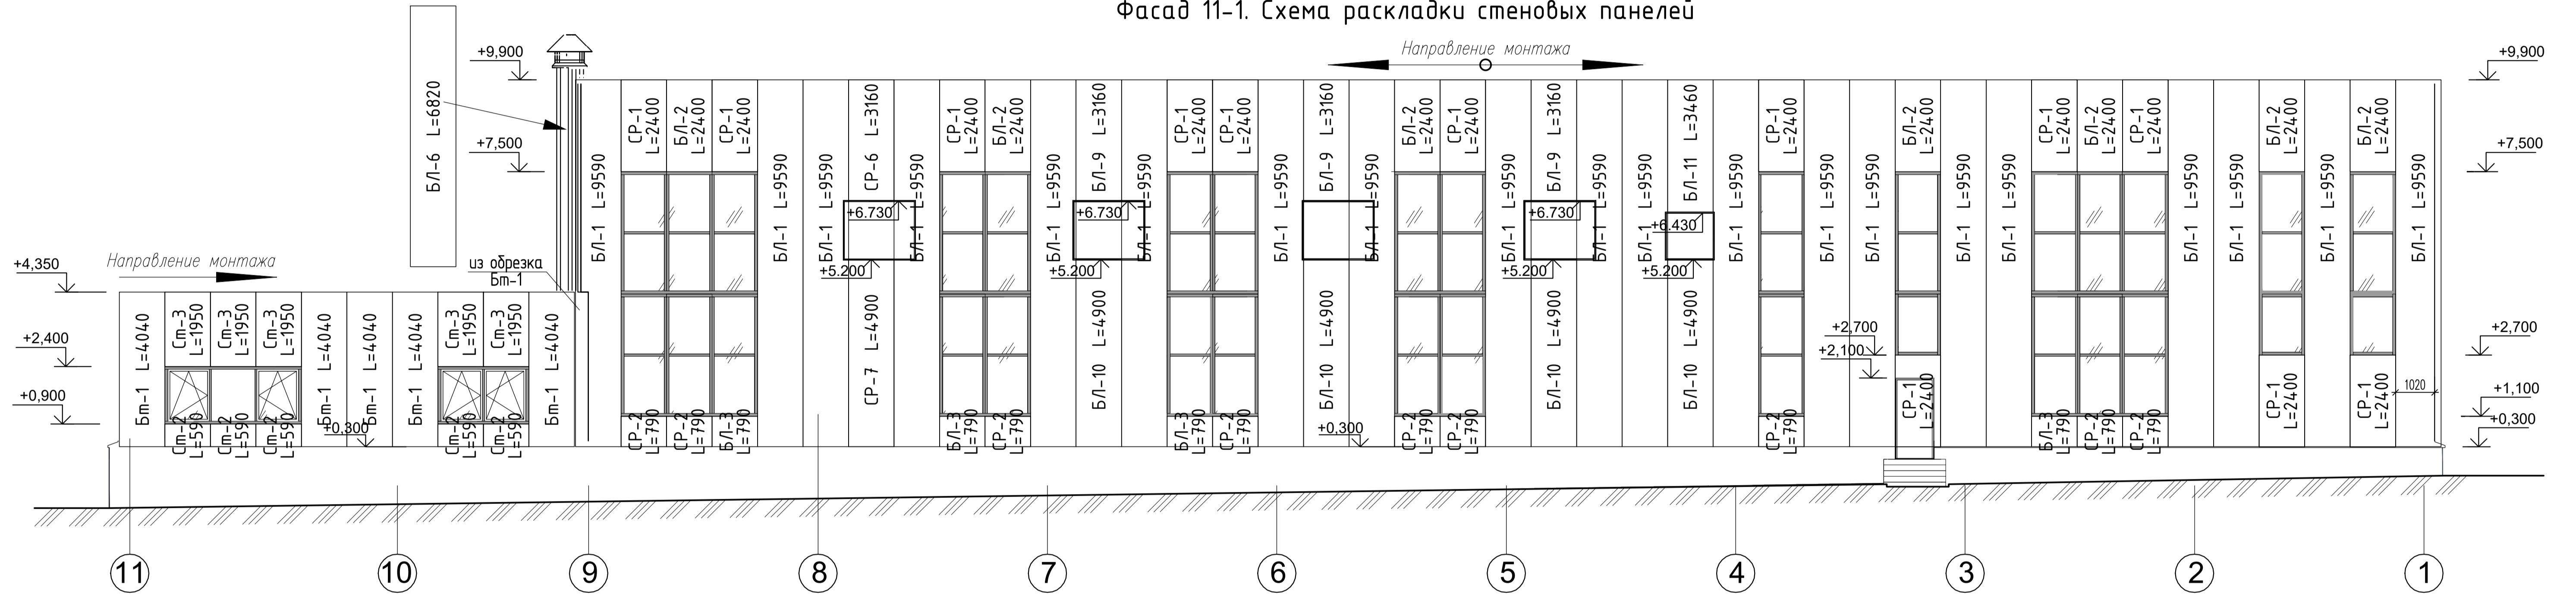 Фасад 11-1. Схема раскладки стеновых панелей
Направление монтажа
+9,900
+9,900
БЛ-6 L=6820
+7,500
+7,500
Направление монтажа
+4,350
из обрезка
Бт-1
+2,400
+0,900
Бт-1 L=4040
Ст-3
L=1950
Ст-3
L=1950
Ст-3
L=1950
Бт-1 L=4040
Бт-1 L=4040
Бт-1 L=4040
Ст-3
L=1950
Ст-3
L=1950
Бт-1 L=4040
Ст-2
L=590
Ст-2
L=590
Ст-2
L=590
+0,300
Ст-2
L=590
Ст-2
L=590
БЛ-1 L=9590
СР-1
L=2400
БЛ-2
L=2400
СР-1
L=2400
СР-2
L=790
СР-2
L=790
БЛ-3
L=790
БЛ-1 L=9590
БЛ-1 L=9590
СР-6 L=3160
+6.730
+5.200
СР-7 L=4900
БЛ-1 L=9590
СР-1
L=2400
БЛ-2
L=2400
БЛ-3
L=790
СР-2
L=790
БЛ-1 L=9590
БЛ-9 L=3160
+6.730
+5.200
БЛ-10 L=4900
БЛ-1 L=9590
СР-1
L=2400
СР-1
L=2400
БЛ-3
L=790
СР-2
L=790
БЛ-1 L=9590
БЛ-9 L=3160
БЛ-10 L=4900
+0,300
БЛ-1 L=9590
БЛ-2
L=2400
СР-1
L=2400
СР-2
L=790
СР-2
L=790
БЛ-1 L=9590
БЛ-9 L=3160
+6.730
+5.200
БЛ-10 L=4900
БЛ-1 L=9590
БЛ-1 L=9590
БЛ-11 L=3460
+6.430
+5.200
БЛ-10 L=4900
БЛ-1 L=9590
СР-1
L=2400
СР-2
L=790
БЛ-1 L=9590
БЛ-1 L=9590
+2,700
+2,100
БЛ-2
L=2400
СР-1
L=2400
БЛ-1 L=9590
БЛ-1 L=9590
СР-1
L=2400
БЛ-2
L=2400
СР-1
L=2400
БЛ-3
L=790
СР-2
L=790
СР-2
L=790
БЛ-1 L=9590
БЛ-1 L=9590
БЛ-2
L=2400
СР-1
L=2400
БЛ-1 L=9590
БЛ-2
L=2400
СР-1
L=2400
БЛ-1 L=9590
1020
+2,700
+1,100
+0,300
11
10
9
8
7
6
5
4
3
2
1